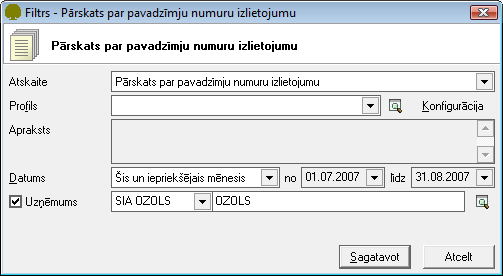 Filtrs - Pārskats par pavadzīmju numuru izlietojumu
Pārskats par pavadzīmju numuru izlietojumu
Atskaite Pārskats par pavadzīmju numuru izlietojumu
Profils Konfigurācija
Apraksts
Datums Šis un iepriekšējais mēnesis no 01.07.2007 līdz 31.08.2007
Uzņēmums SIA OZOLS OZOLS
Sagatavot Atcelt